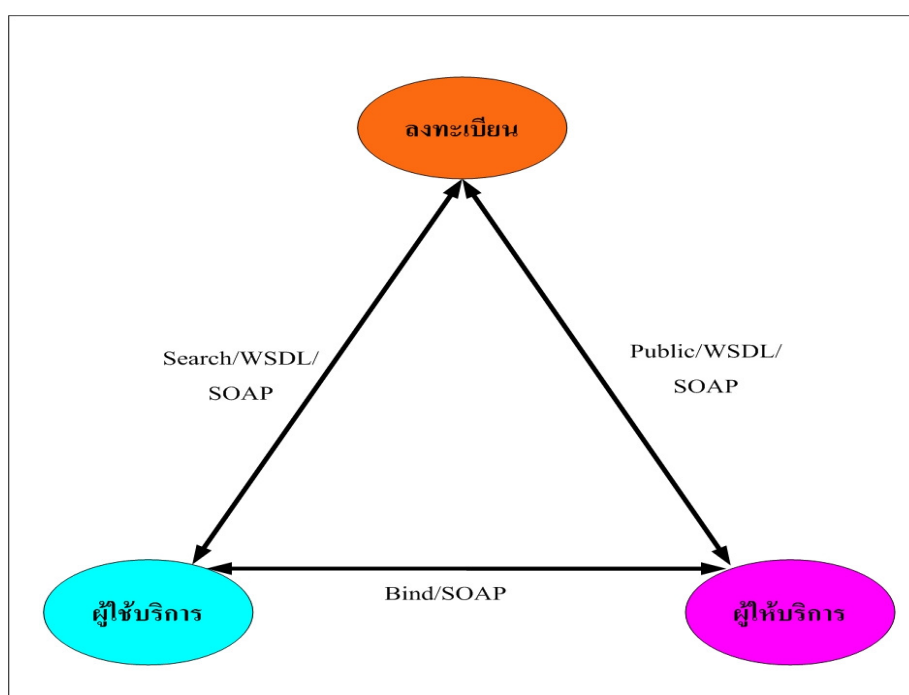 ลงทะเบียน
Search/WSDL/
SOAP
Public/WSDL/
SOAP
Bind/SOAP
ผู้ใช้บริการ
ผู้ให้บริการ